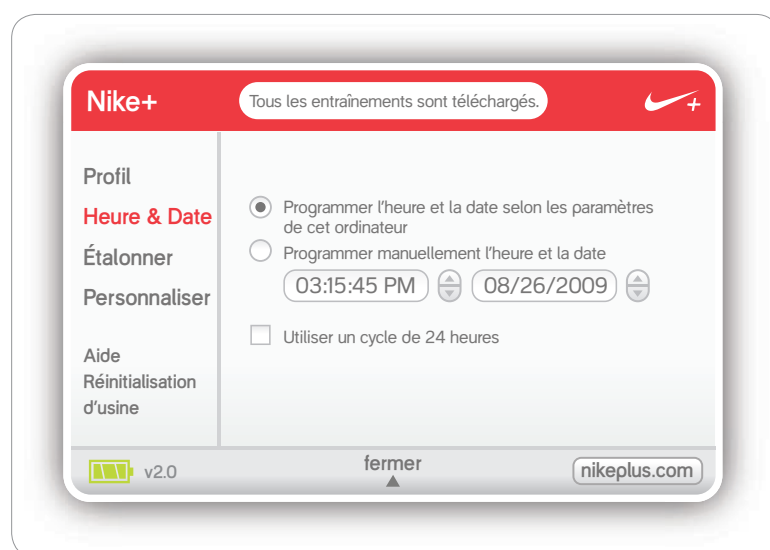 Nike+
Tous les entraînements sont téléchargés.
+
Profil
Heure & Date
Étalonner
Personnaliser
Aide
Réinitialisation
d'usine
Programmer l'heure et la date selon les paramètres
de cet ordinateur
Programmer manuellement l'heure et la date
03:15:45 PM
08/26/2009
Utiliser un cycle de 24 heures
v2.0
fermer
nikeplus.com